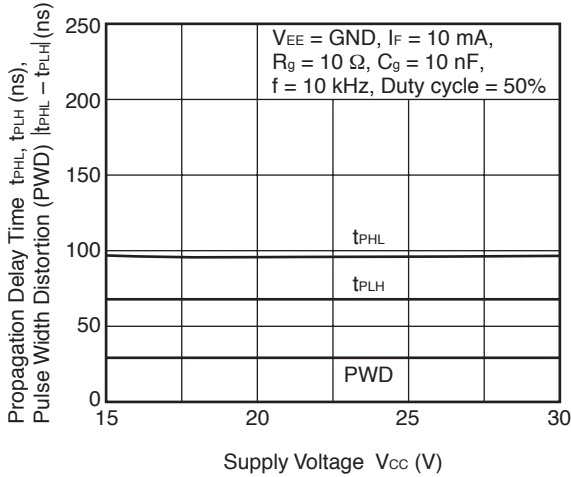 Propagation Delay Time tPHL, tPLH (ns),
Pulse Width Distortion (PWD) |tPHL – tPLH| (ns)
250
200
150
100
50
0
VEE = GND, IF = 10 mA,
Rg = 10 Ω, Cg = 10 nF,
f = 10 kHz, Duty cycle = 50%
tPHL
tPLH
PWD
15
20
25
30
Supply Voltage VCC (V)